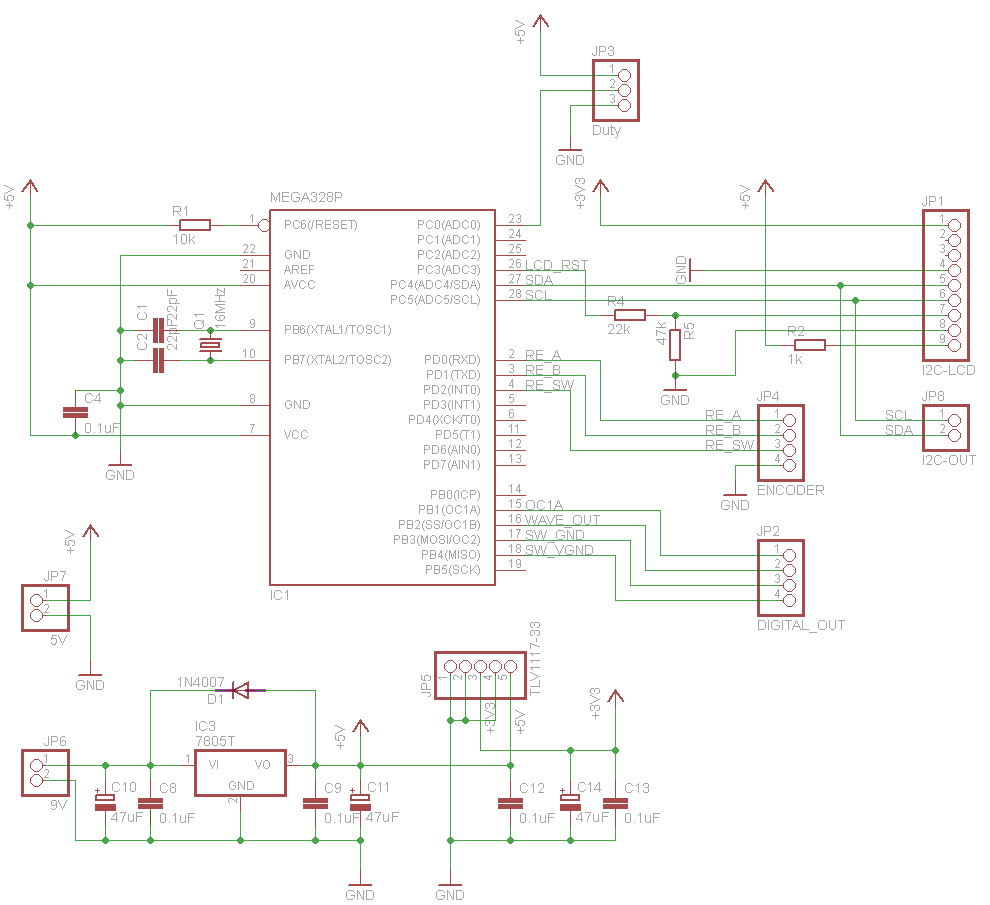 +5V
JP3
1
2
3
Duty
GND
+5V
MEGA328P
+3V3
+5V
JP1
R1
10k
1
PC6(/RESET)
PC0(ADC0)
23
1
22
GND
PC1(ADC1)
24
2
21
AREF
PC2(ADC2)
25
3
20
AVCC
PC3(ADC3)
26
LCD_RST
GND
4
PC4(ADC4/SDA)
27
SDA
5
PC5(ADC5/SCL)
28
SCL
6
C1
22pF
Q1
16MHz
R4
22k
47k
R5
R2
1k
7
8
9
C2
22pF
9
PB6(XTAL1/TOSC1)
10
PB7(XTAL2/TOSC2)
PD0(RXD)
2
RE_A
PD1(TXD)
3
RE_B
PD2(INT0)
4
RE_SW
GND
I2C-LCD
C4
0.1uF
8
GND
PD3(INT1)
5
PD4(XCK/T0)
6
7
VCC
PD5(T1)
11
PD6(AIN0)
12
PD7(AIN1)
13
GND
JP4
RE_A
1
RE_B
2
RE_SW
3
4
GND
ENCODER
JP8
SCL
1
SDA
2
I2C-OUT
PB0(ICP)
14
PB1(OC1A)
15
OC1A
PB2(SS/OC1B)
16
WAVE_OUT
PB3(MOSI/OC2)
17
SW_GND
PB4(MISO)
18
SW_VGND
PB5(SCK)
19
IC1
JP2
1
2
3
4
DIGITAL_OUT
+5V
JP7
1
2
5V
GND
1N4007
D1
JP5
1
2
3
4
5
TLV1117-33
+3V3
+5V
+3V3
JP6
1
2
9V
IC3
7805T
1
VI
VO
3
GND
2
+5V
C10
47uF
C8
0.1uF
C9
0.1uF
C11
47uF
C12
0.1uF
C14
47uF
C13
0.1uF
GND
GND